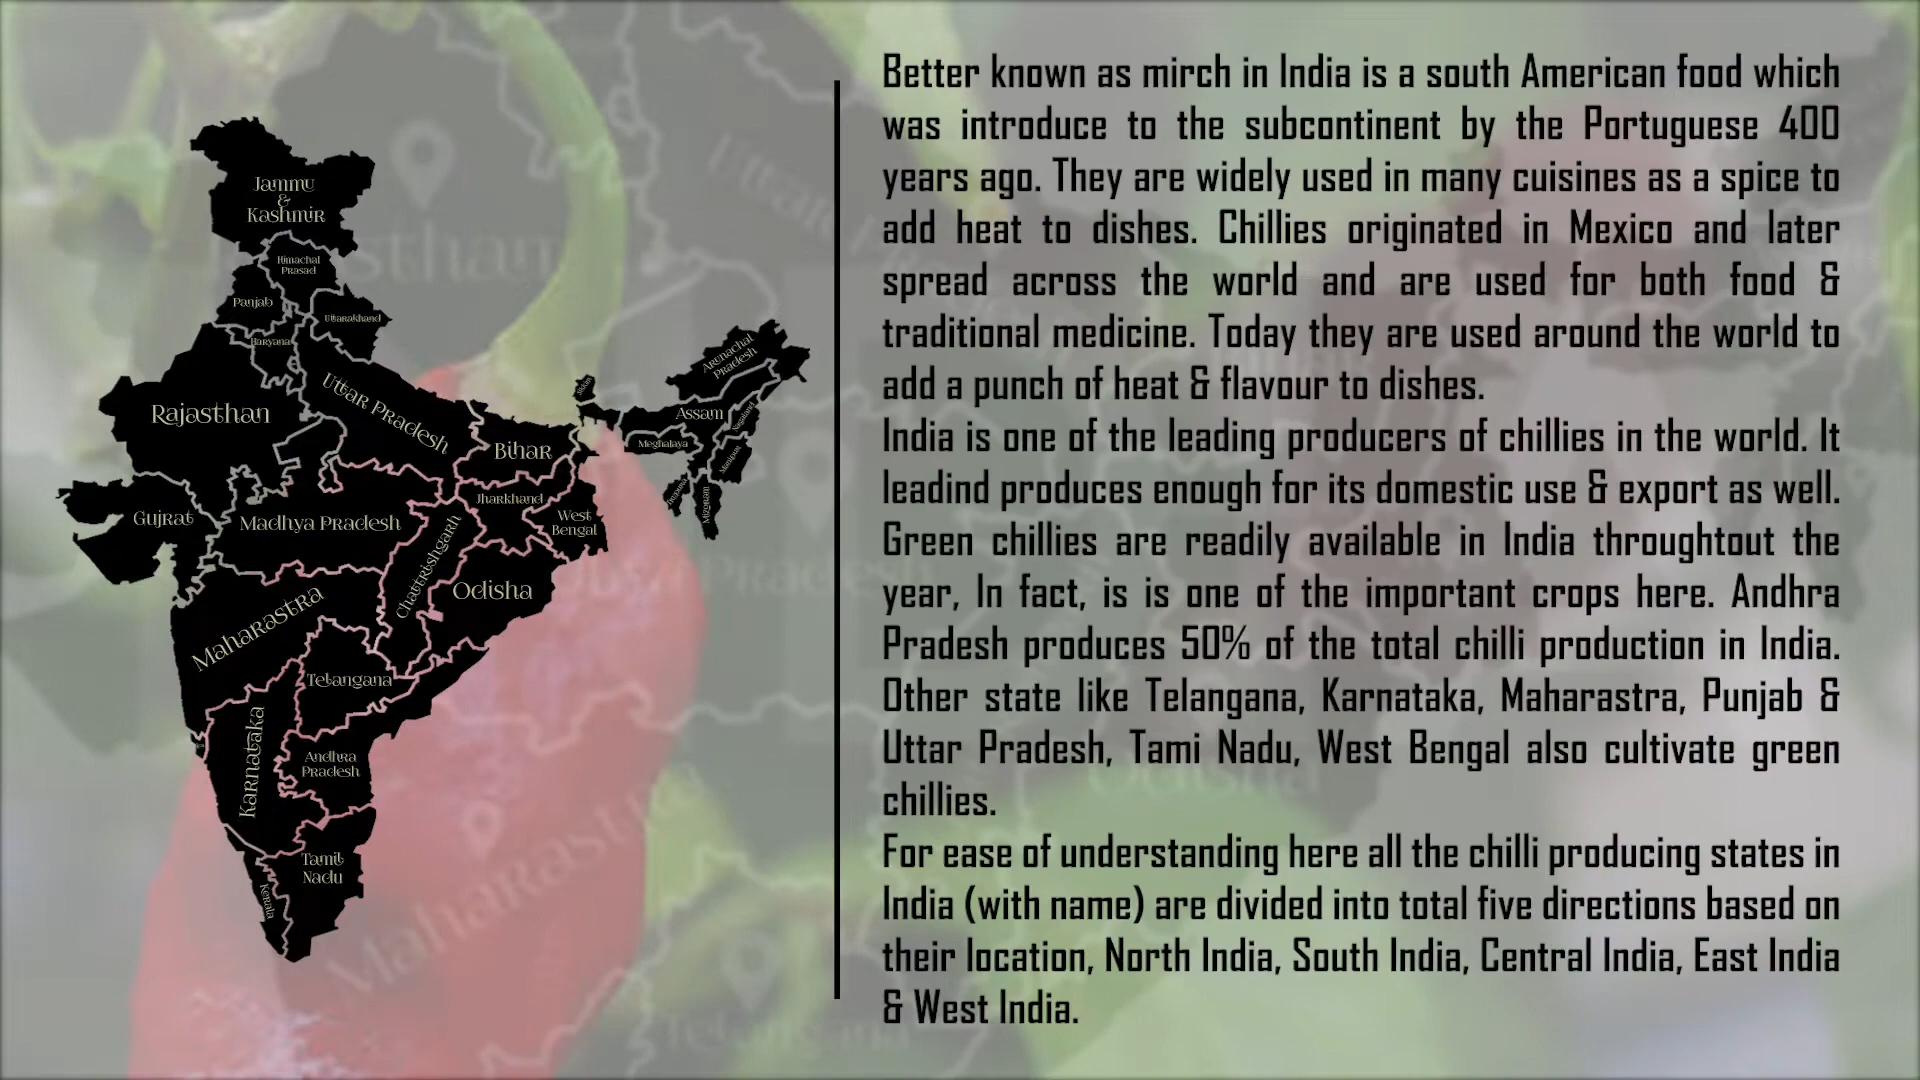 Jammu
&
Kashmir
Himachal
Prasad
Panjab
Uttarakhand
Haryana
Rajasthan
Uttar Pradesh
Bihar
Arunachal
Pradesh
Assam
Nagaland
Meghalaya
Manipur
Mizoram
Gujrat
Madhya Pradesh
Jharkhand
West
Bengal
Chattrishgarh
Odisha
Maharastra
Telangana
Karnataka
Andhra
Pradesh
Tamil
Nadu
Kerala
Better known as mirch in India is a south American food which
was introduce to the subcontinent by the Portuguese 400
years ago. They are widely used in many cuisines as a spice to
add heat to dishes. Chillies originated in Mexico and later
spread across the world and are used for both food &
traditional medicine. Today they are used around the world to
add a punch of heat & flavour to dishes.
India is one of the leading producers of chillies in the world. It
leadind produces enough for its domestic use & export as well.
Green chillies are readily available in India throughtout the
year, In fact, is is one of the important crops here. Andhra
Pradesh produces 50% of the total chilli production in India.
Other state like Telangana, Karnataka, Maharastra, Punjab &
Uttar Pradesh, Tami Nadu, West Bengal also cultivate green
chillies.
For ease of understanding here all the chilli producing states in
India (with name) are divided into total five directions based on
their location, North India, South India, Central India, East India
& West India.